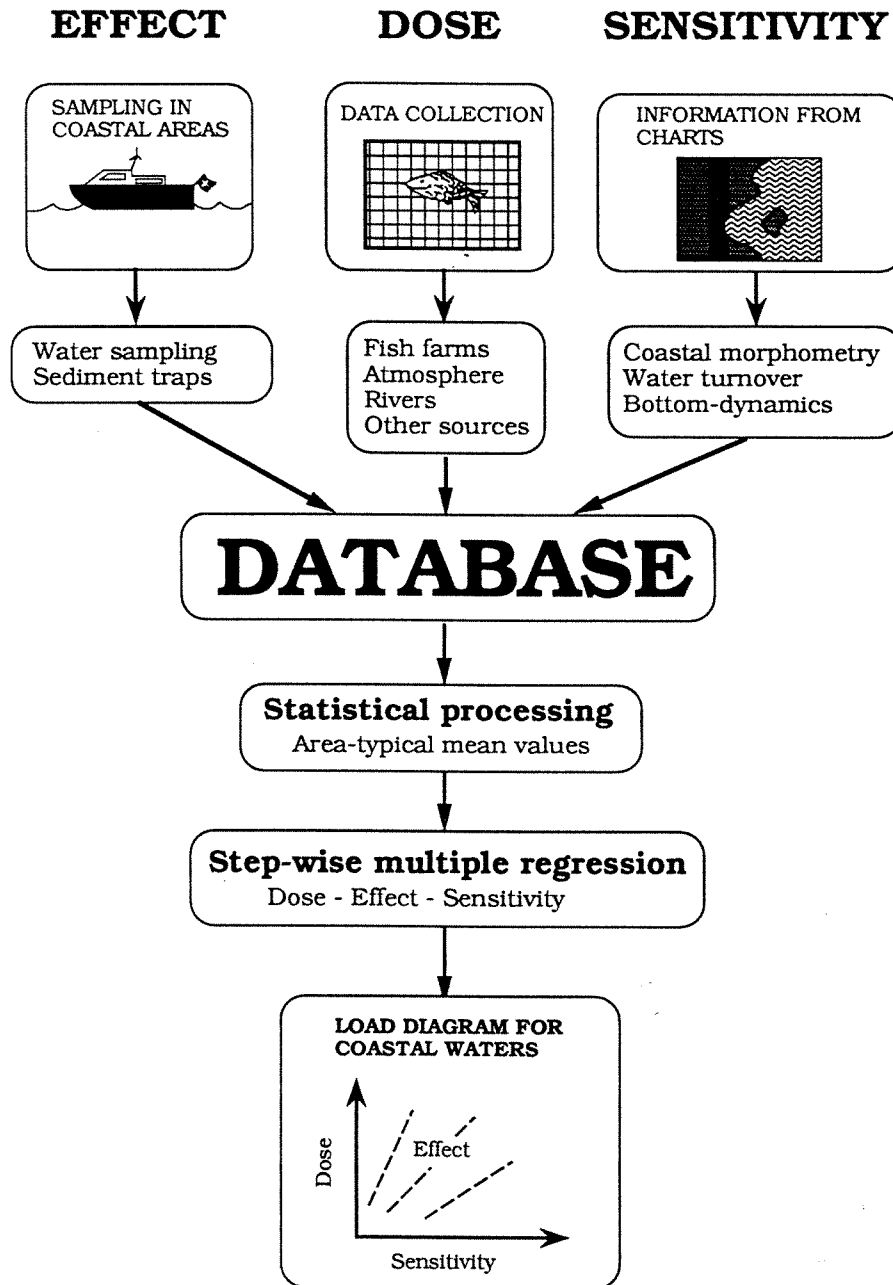 EFFECT DOSE SENSITIVITY
SAMPLING IN
COASTAL AREAS
DATA COLLECTION
INFORMATION FROM
CHARTS
Water sampling
Sediment traps
Fish farms
Atmosphere
Rivers
Other sources
Coastal morphometry
Water turnover
Bottom-dynamics
DATABASE
Statistical processing
Area-typical mean values
Step-wise multiple regression
Dose - Effect - Sensitivity
LOAD DIAGRAM FOR
COASTAL WATERS
Dose
Effect
Sensitivity